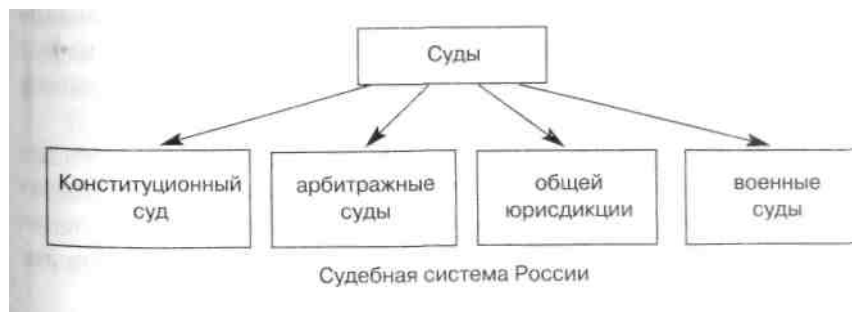 Суды
Конституционный
суд
арбитражные
суды
общей
юрисдикции
военные
суды
Судебная система России